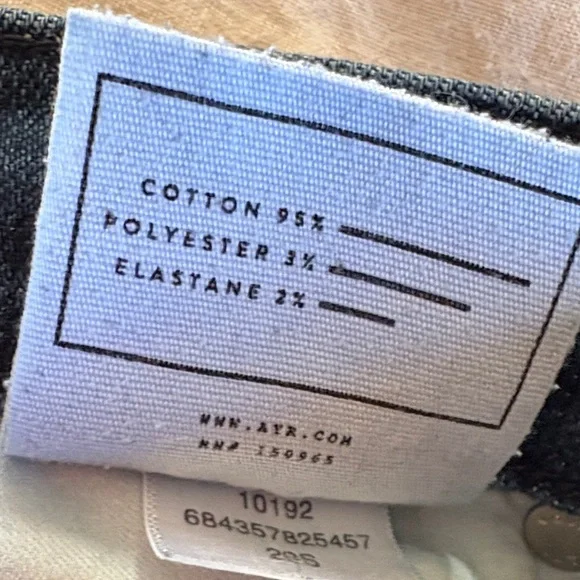 COTTON 95%
POLYESTER 3%
ELASTANE 2%
WWW.AYR.COM
RN# 150965
10192
684357825457
29S